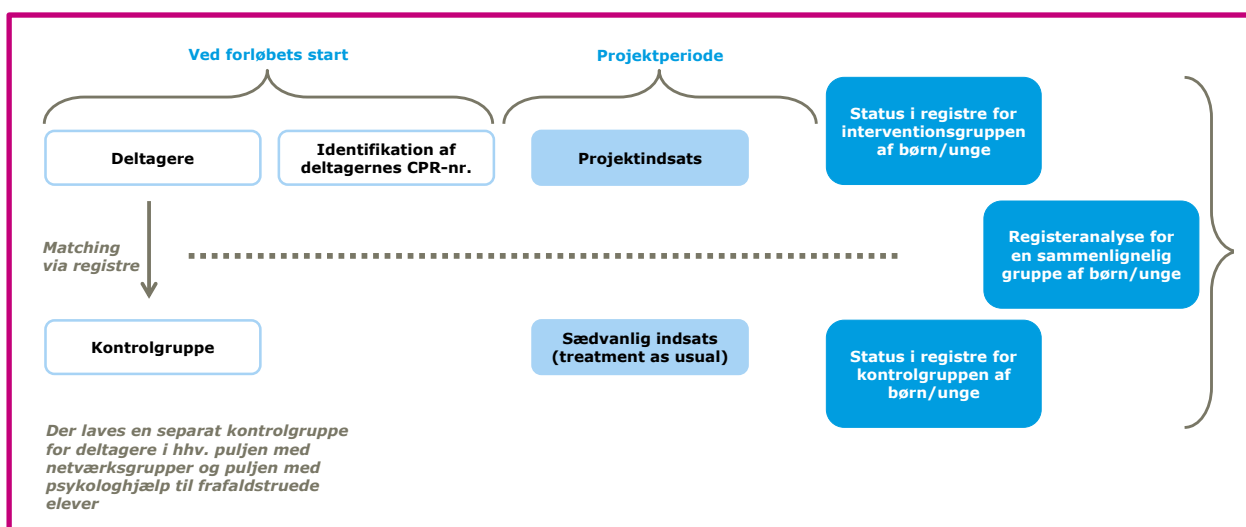 Ved forløbets start
Projektperiode
Deltagere
Identifikation af
deltagernes CPR-nr.
Projektindsats
Status i registre for
interventionsgruppen
af børn/unge
Matching
via registre
Registeranalyse for
en sammenlignelig
gruppe af børn/unge
Kontrolgruppe
Sædvanlig indsats
(treatment as usual)
Status i registre for
kontrolgruppen af
børn/unge
Der laves en separat kontrolgruppe
for deltagere i hhv. puljen med
netværksgrupper og puljen med
psykologhjælp til frafaldstruede
elever